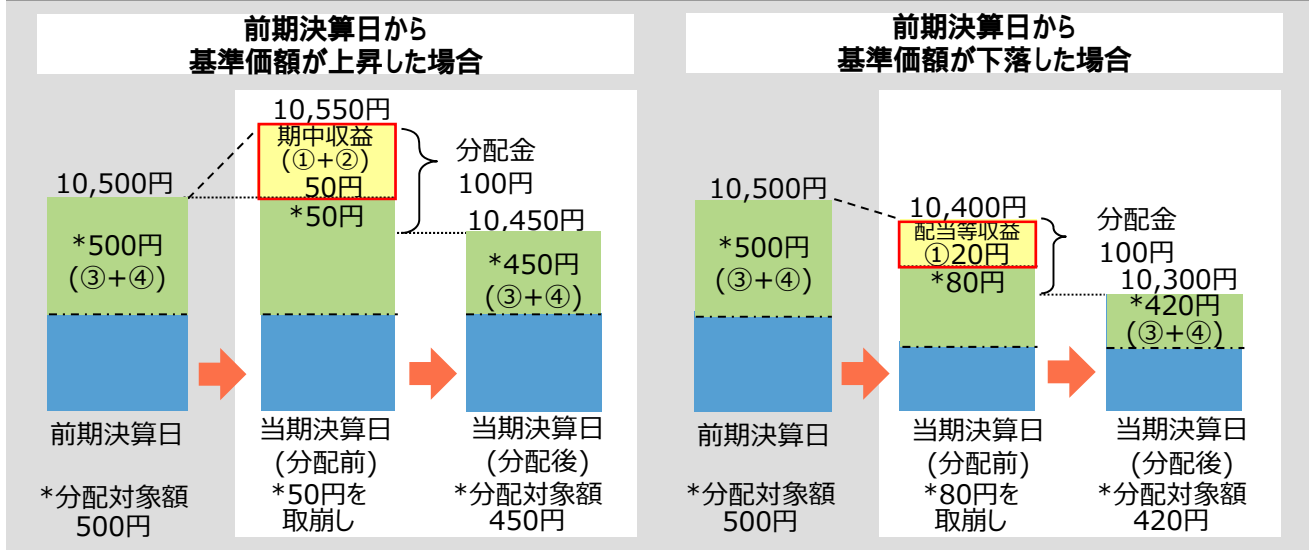 前期決算日から
基準価額が上昇した場合
10,500円
*500円
(③+④)
前期決算日
*分配対象額
500円
10,550円
期中収益
(①+②)
50円
*50円
分配金
100円
当期決算日
(分配前)
*50円を
取崩し
10,450円
*450円
(③+④)
当期決算日
(分配後)
*分配対象額
450円
前期決算日から
基準価額が下落した場合
10,500円
*500円
(③+④)
前期決算日
*分配対象額
500円
10,400円
配当等収益
①20円
*80円
分配金
100円
当期決算日
(分配前)
*80円を
取崩し
10,300円
*420円
(③+④)
当期決算日
(分配後)
*分配対象額
420円